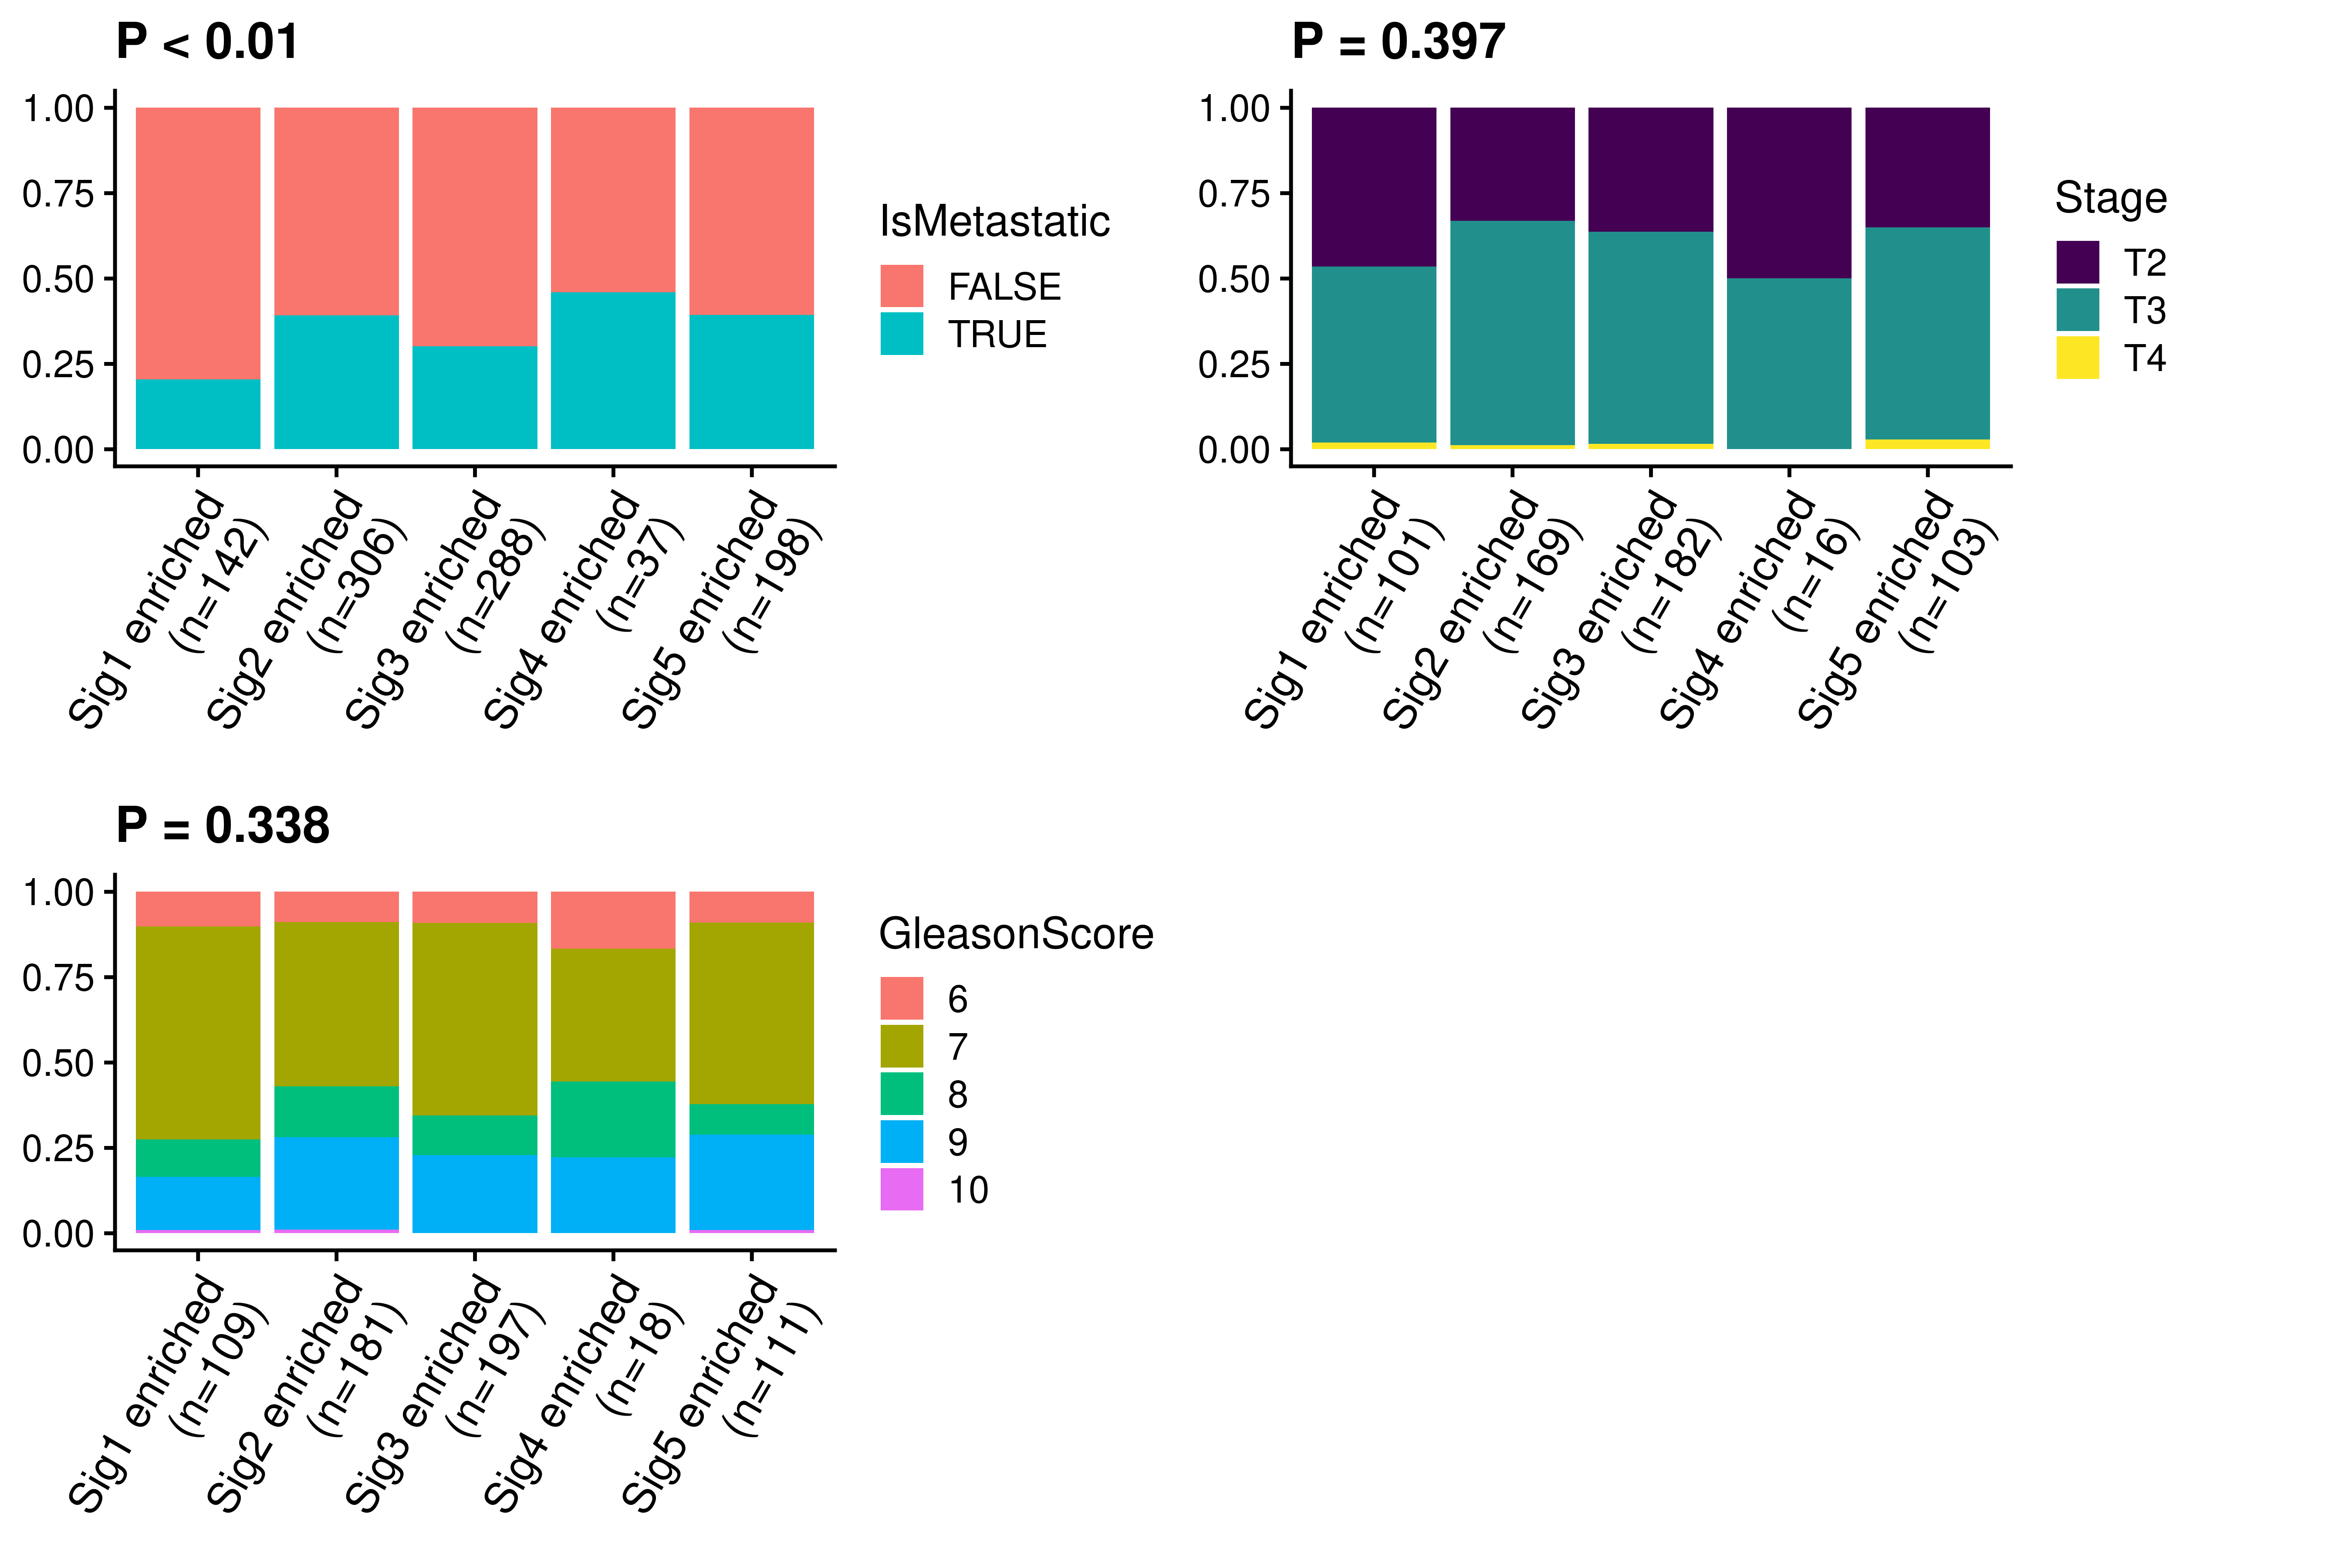 P < 0.01
1.00
0.75
0.50
0.25
0.00
Sig1 enriched
(n=142)
Sig2 enriched
(n=306)
Sig3 enriched
(n=288)
Sig4 enriched
(n=37)
Sig5 enriched
(n=198)
IsMetastatic
FALSE
TRUE
P = 0.397
1.00
0.75
0.50
0.25
0.00
Sig1 enriched
(n=101)
Sig2 enriched
(n=169)
Sig3 enriched
(n=182)
Sig4 enriched
(n=16)
Sig5 enriched
(n=103)
Stage
T2
T3
T4
P = 0.338
1.00
0.75
0.50
0.25
0.00
Sig1 enriched
(n=109)
Sig2 enriched
(n=181)
Sig3 enriched
(n=197)
Sig4 enriched
(n=18)
Sig5 enriched
(n=111)
GleasonScore
6
7
8
9
10